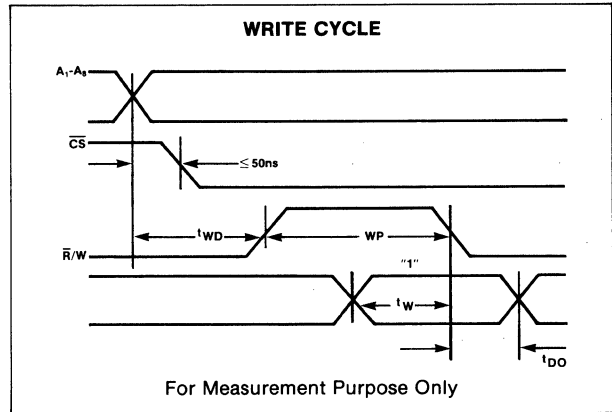 WRITE CYCLE
A1-A8
CS
≤ 50ns
tWD
WP
R/W
"1"
tW
tDO
For Measurement Purpose Only